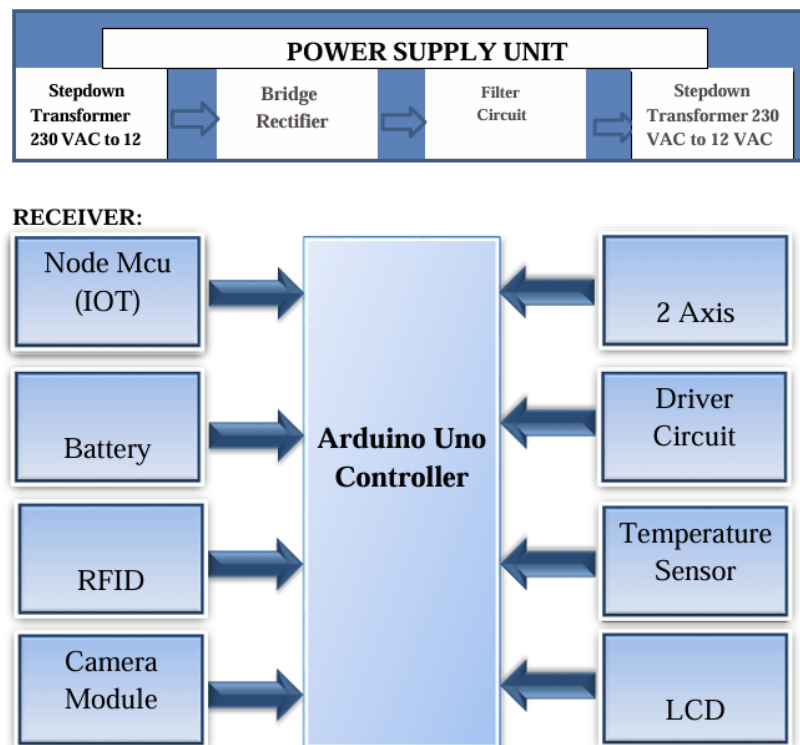 POWER SUPPLY UNIT
Stepdown
Transformer
230 VAC to 12
Bridge
Rectifier
Filter
Circuit
Stepdown
Transformer 230
VAC to 12 VAC
RECEIVER:
Node Mcu
(IOT)
Battery
RFID
Camera
Module
Arduino Uno
Controller
2 Axis
Driver
Circuit
Temperature
Sensor
LCD